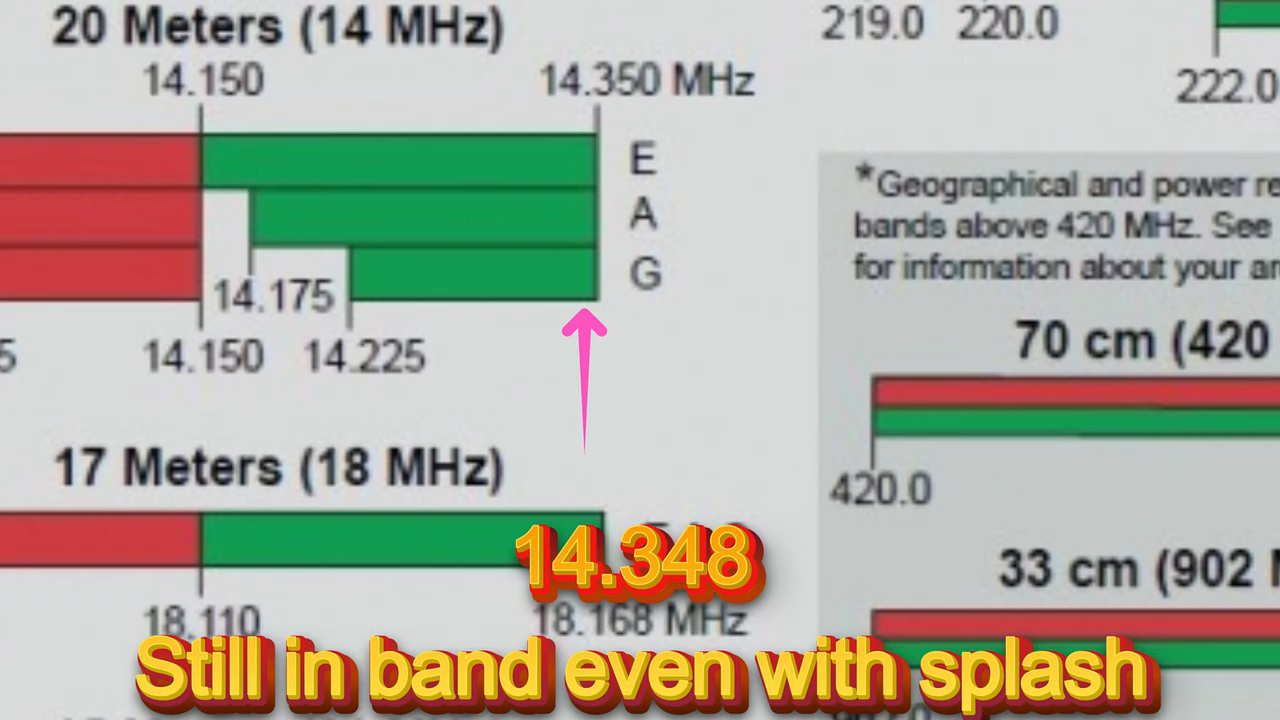 20 Meters (14 MHz)
14.150
14.350 MHz
E
A
G
14.175
5
14.150
14.225
17 Meters (18 MHz)
18.110
18.168 MHz
219.0
220.0
222.0
*Geographical and power re
bands above 420 MHz. See
for information about your
70 cm (420
420.0
33 cm (902
14.348
Still in band even with splash